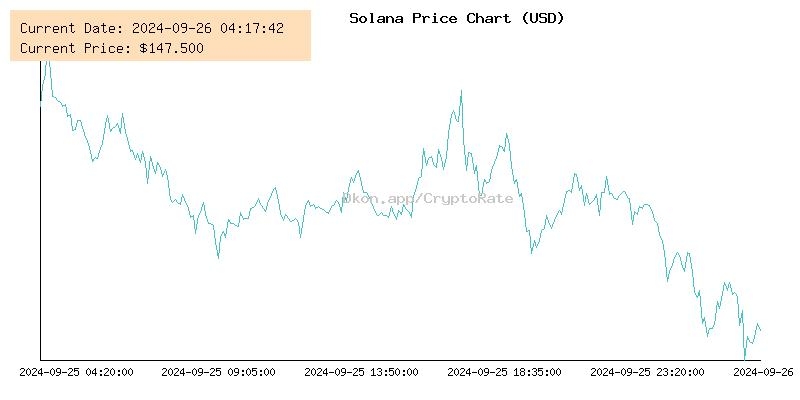 Solana Price Chart (USD)
Current Date: 2024-09-26 04:17:42
Current Price: $147.500
Ukon.app/CryptoRate
2024-09-25 04:20:00
2024-09-25 09:05:00
2024-09-25 13:50:00
2024-09-25 18:35:00
2024-09-25 23:20:00
2024-09-26